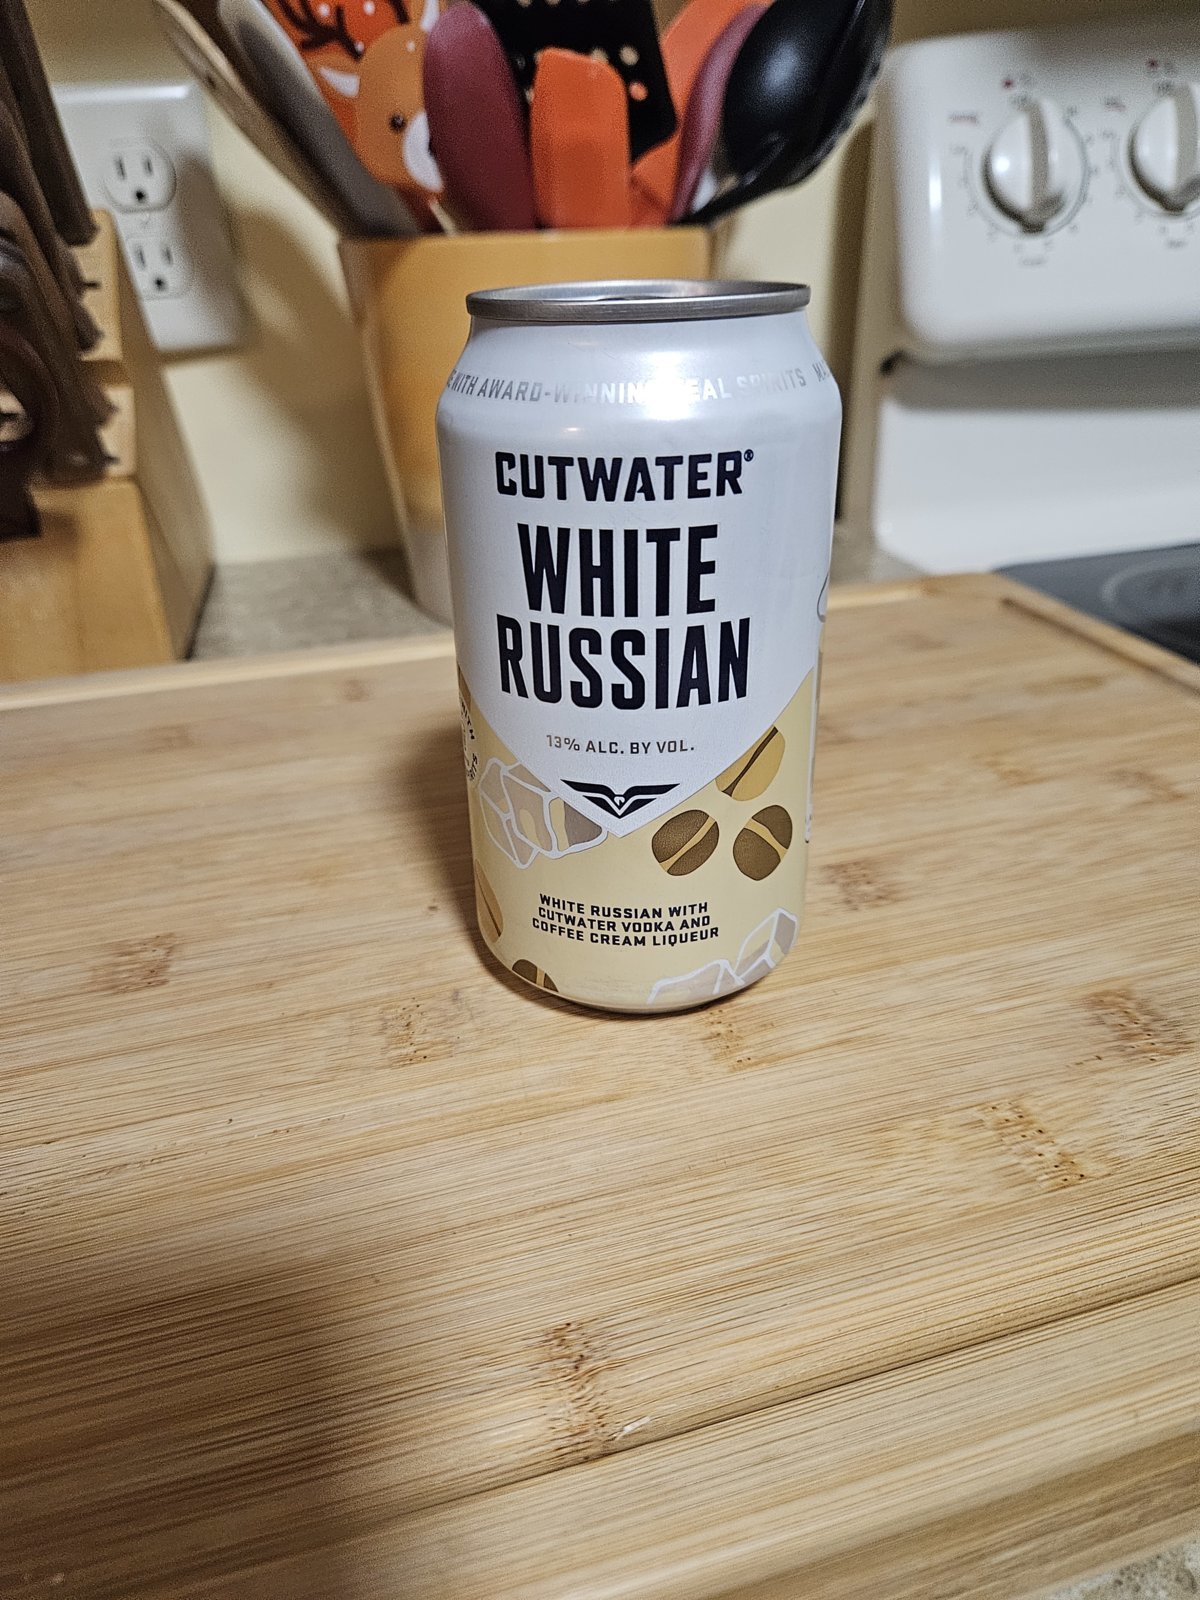 WITH AWARD-WINNING REAL SPIRITS
CUTWATER®
WHITE
RUSSIAN
13% ALC. BY VOL.
WHITE RUSSIAN WITH
CUTWATER VODKA AND
COFFEE CREAM LIQUEUR